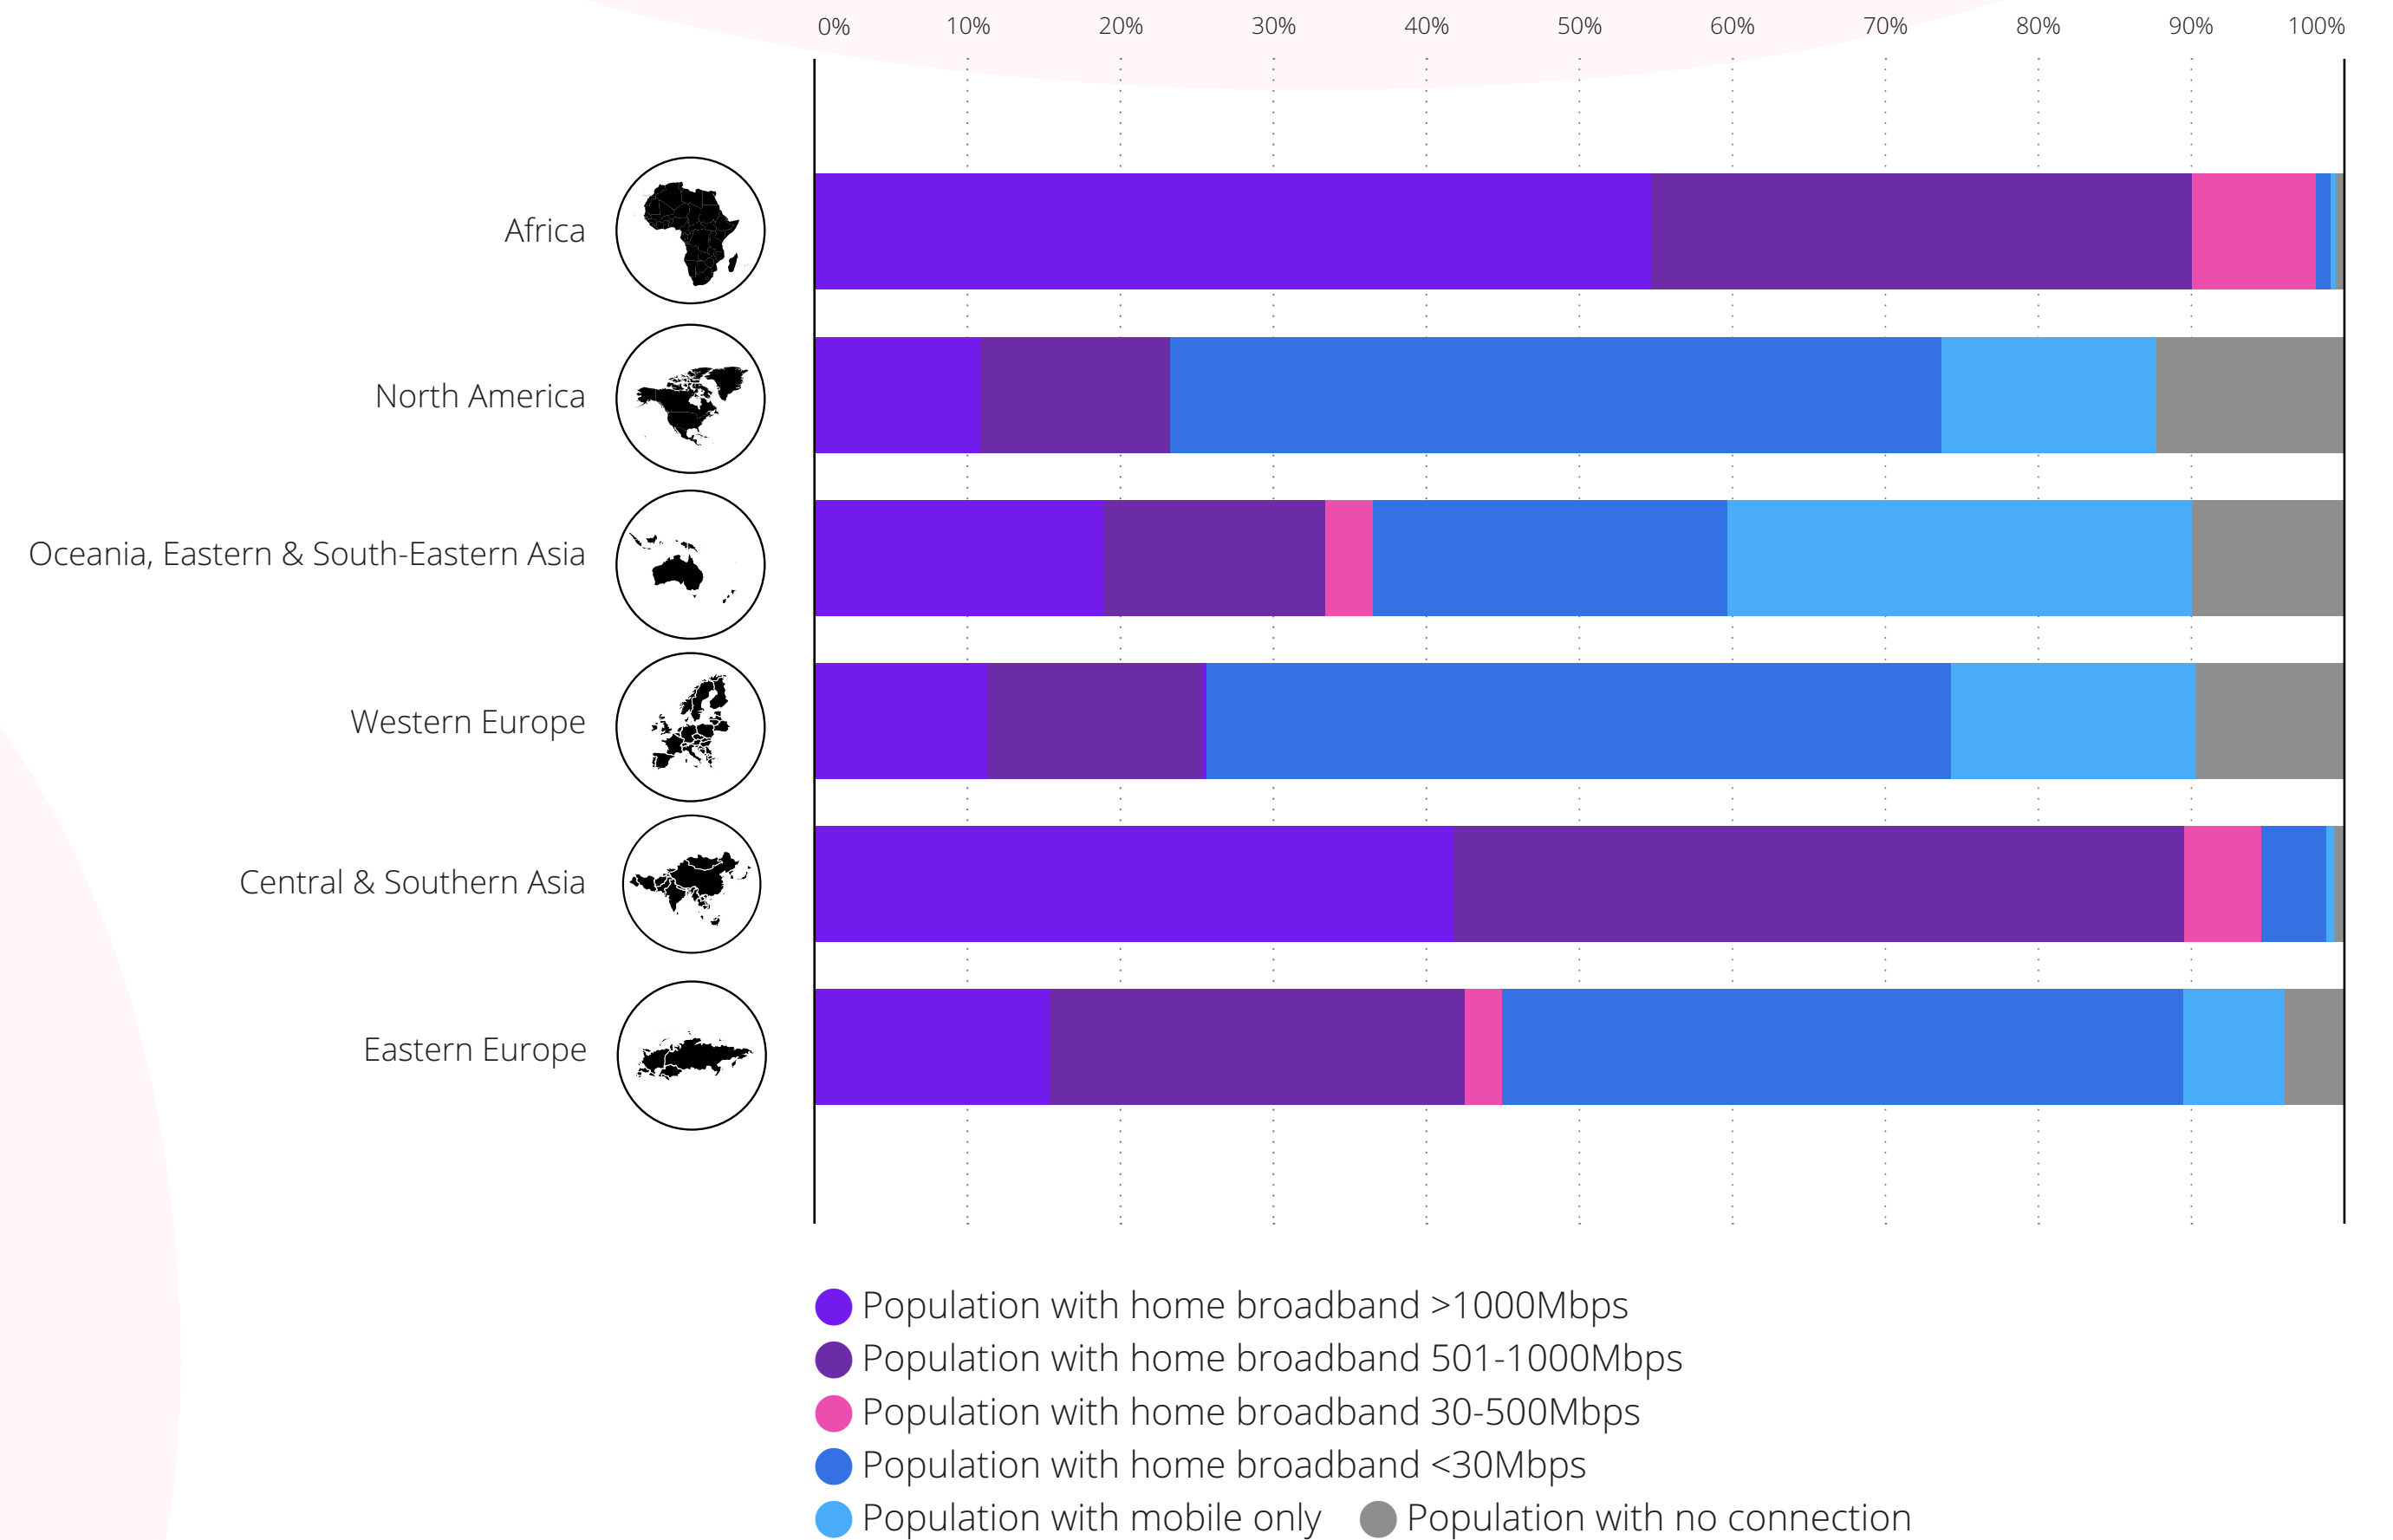 0% 10% 20% 30% 40% 50% 60% 70% 80% 90% 100%
Africa
North America
Oceania, Eastern & South-Eastern Asia
Western Europe
Central & Southern Asia
Eastern Europe
Population with home broadband >1000Mbps
Population with home broadband 501-1000Mbps
Population with home broadband 30-500Mbps
Population with home broadband <30Mbps
Population with mobile only Population with no connection